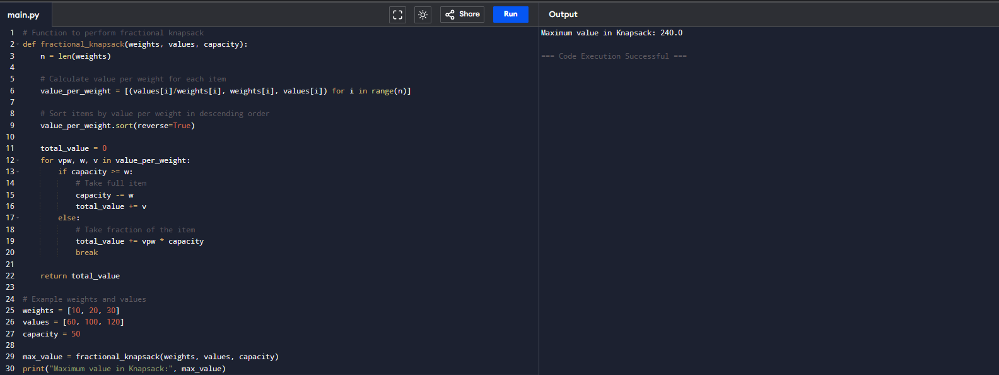 main.py
Share
Run
Output
1 # Function to perform fractional knapsack
2 def fractional_knapsack(weights, values, capacity):
3     n = len(weights)
4
5     # Calculate value per weight for each item
6     value_per_weight = [(values[i]/weights[i], weights[i], values[i]) for i in range(n)]
7
8     # Sort items by value per weight in descending order
9     value_per_weight.sort(reverse=True)
10
11     total_value = 0
12     for vpw, w, v in value_per_weight:
13         if capacity >= w:
14             # Take full item
15             capacity -= w
16             total_value += v
17         else:
18             # Take fraction of the item
19             total_value += vpw * capacity
20             break
21
22     return total_value
23
24 # Example weights and values
25 weights = [10, 20, 30]
26 values = [60, 100, 120]
27 capacity = 50
28
29 max_value = fractional_knapsack(weights, values, capacity)
30 print("Maximum value in Knapsack:", max_value)
Maximum value in Knapsack: 240.0
=== Code Execution Successful ===